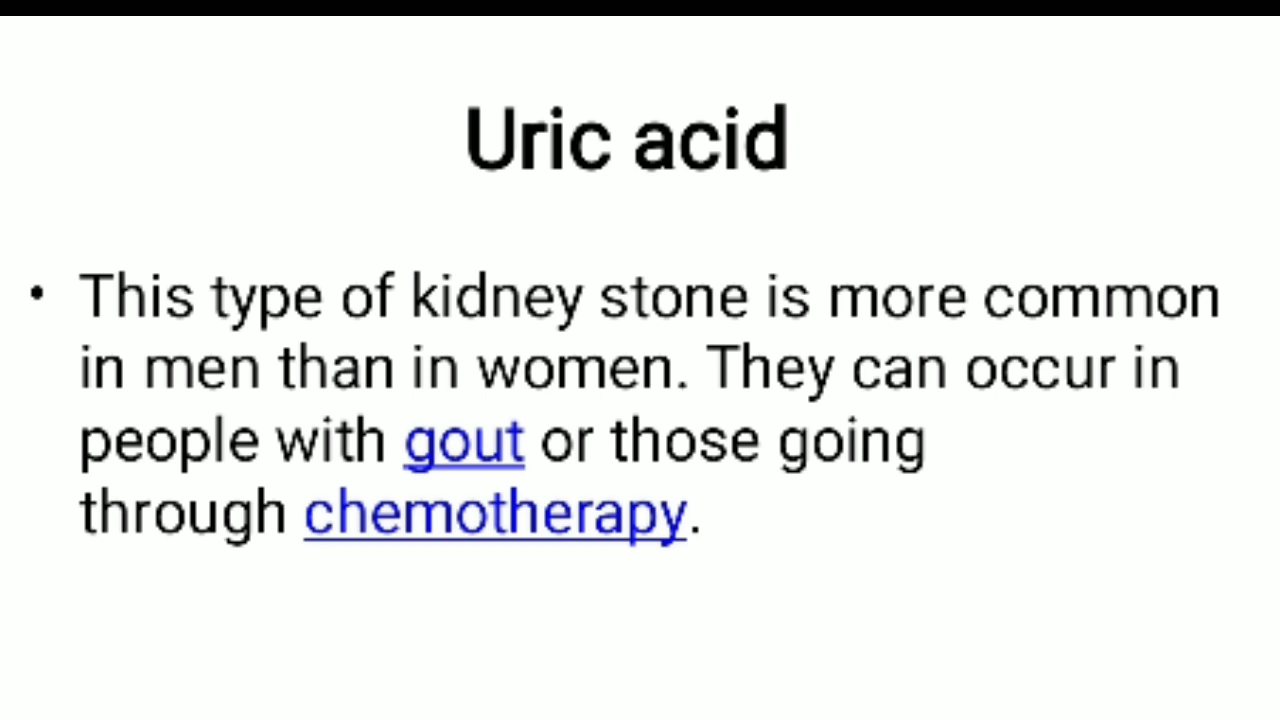 Uric acid
• This type of kidney stone is more common
in men than in women. They can occur in
people with gout or those going
through chemotherapy.